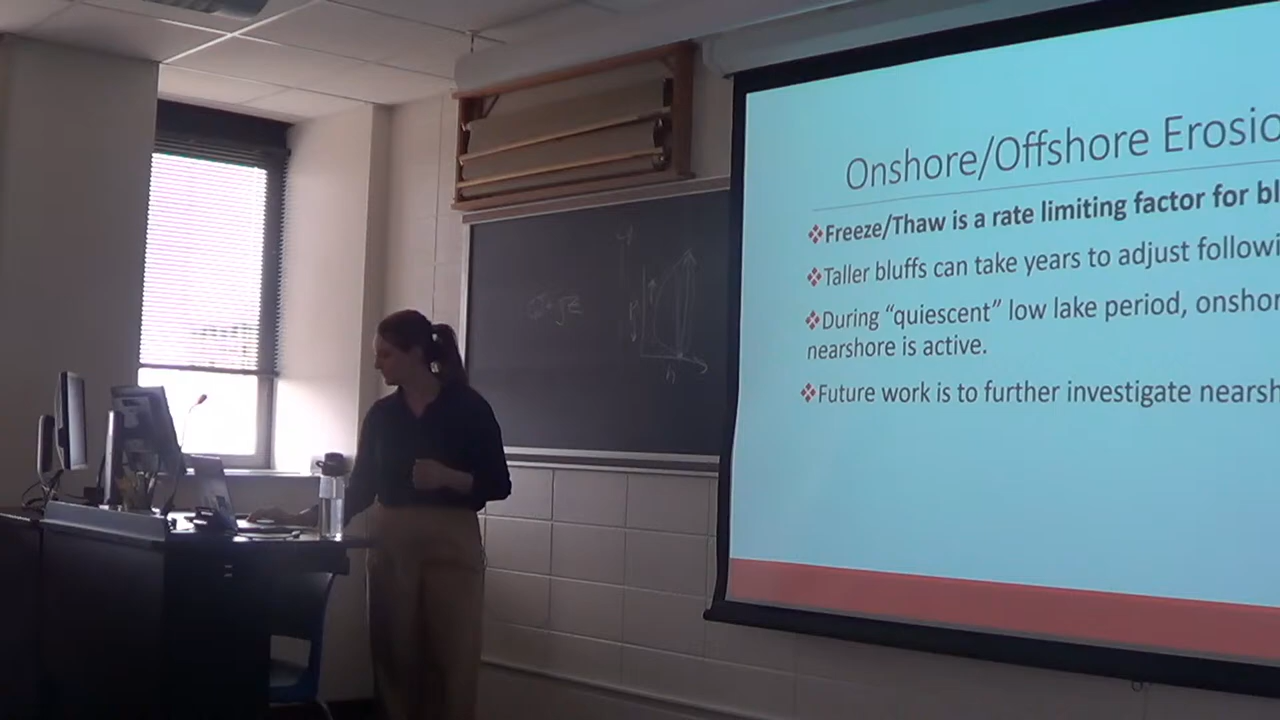 Onshore/Offshore Erosio
❖Freeze/Thaw is a rate limiting factor for bl
❖Taller bluffs can take years to adjust followi
❖During “quiescent” low lake period, onshor
nearshore is active.
❖Future work is to further investigate nearsh